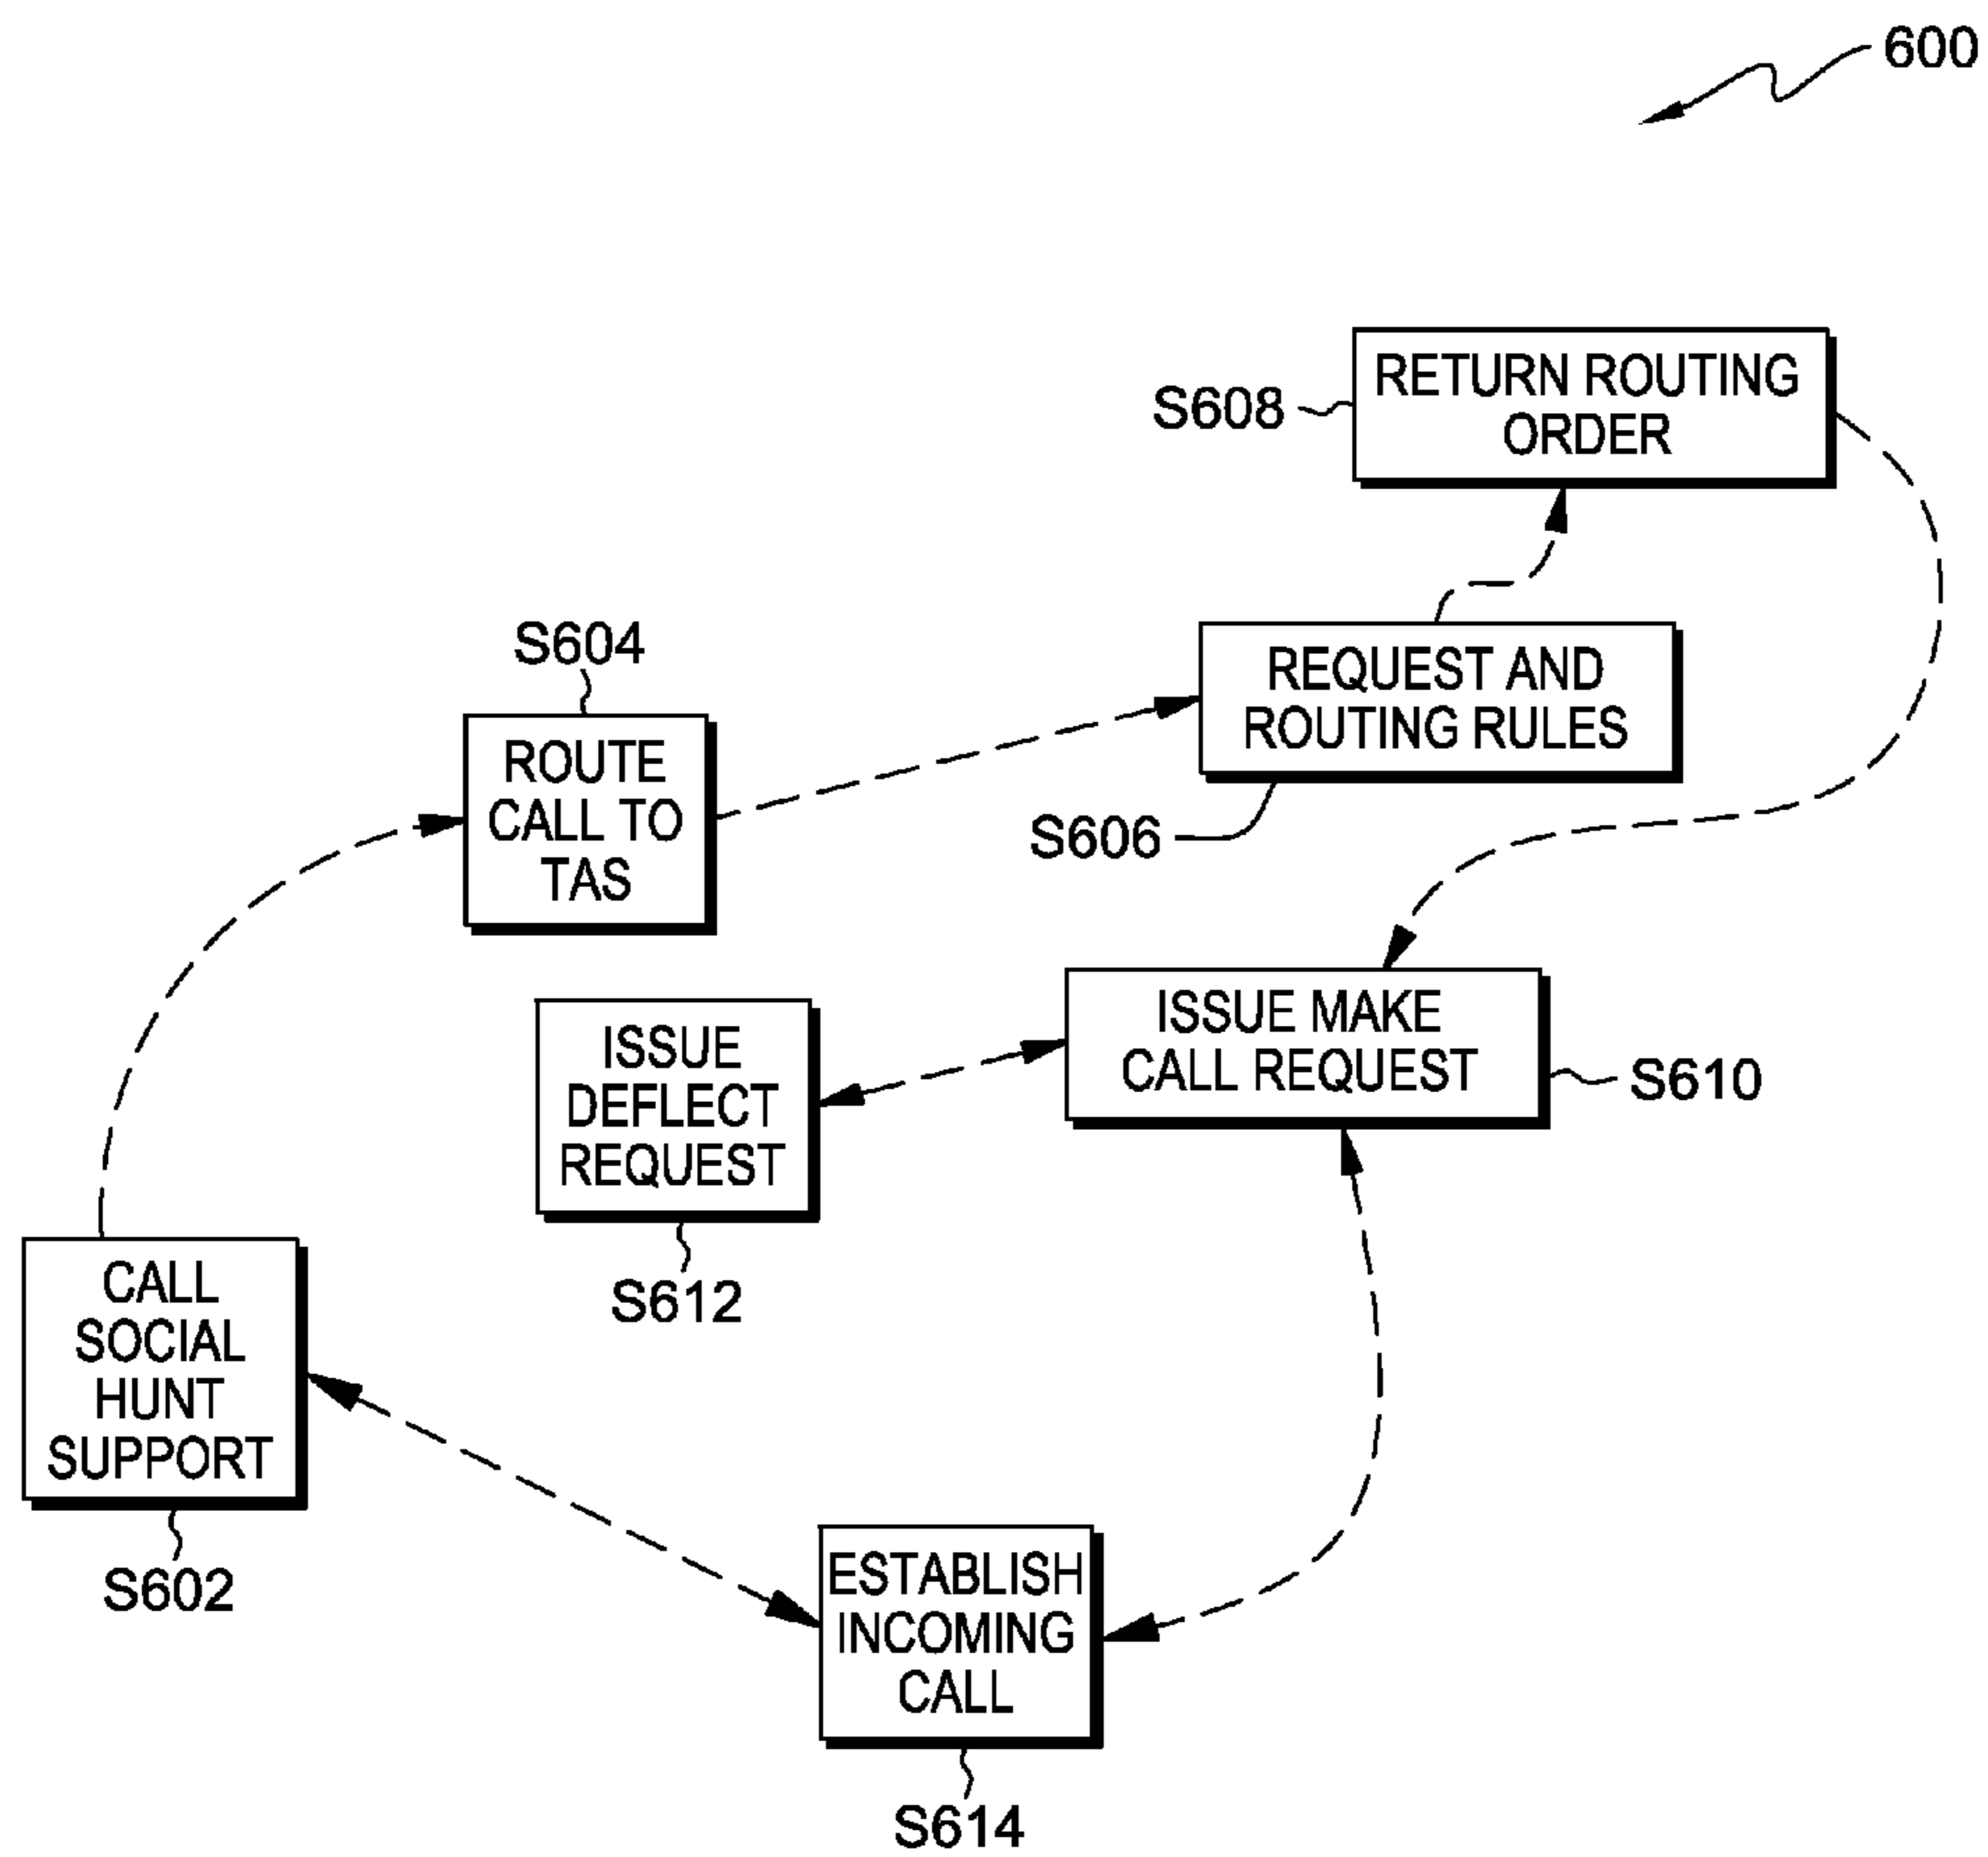 600
RETURN ROUTING
ORDER
S608
S604
REQUEST AND
ROUTING RULES
S606
ROUTE
CALL TO
TAS
ISSUE MAKE
CALL REQUEST
S610
ISSUE
DEFLECT
REQUEST
S612
CALL
SOCIAL
HUNT
SUPPORT
S602
ESTABLISH
INCOMING
CALL
S614